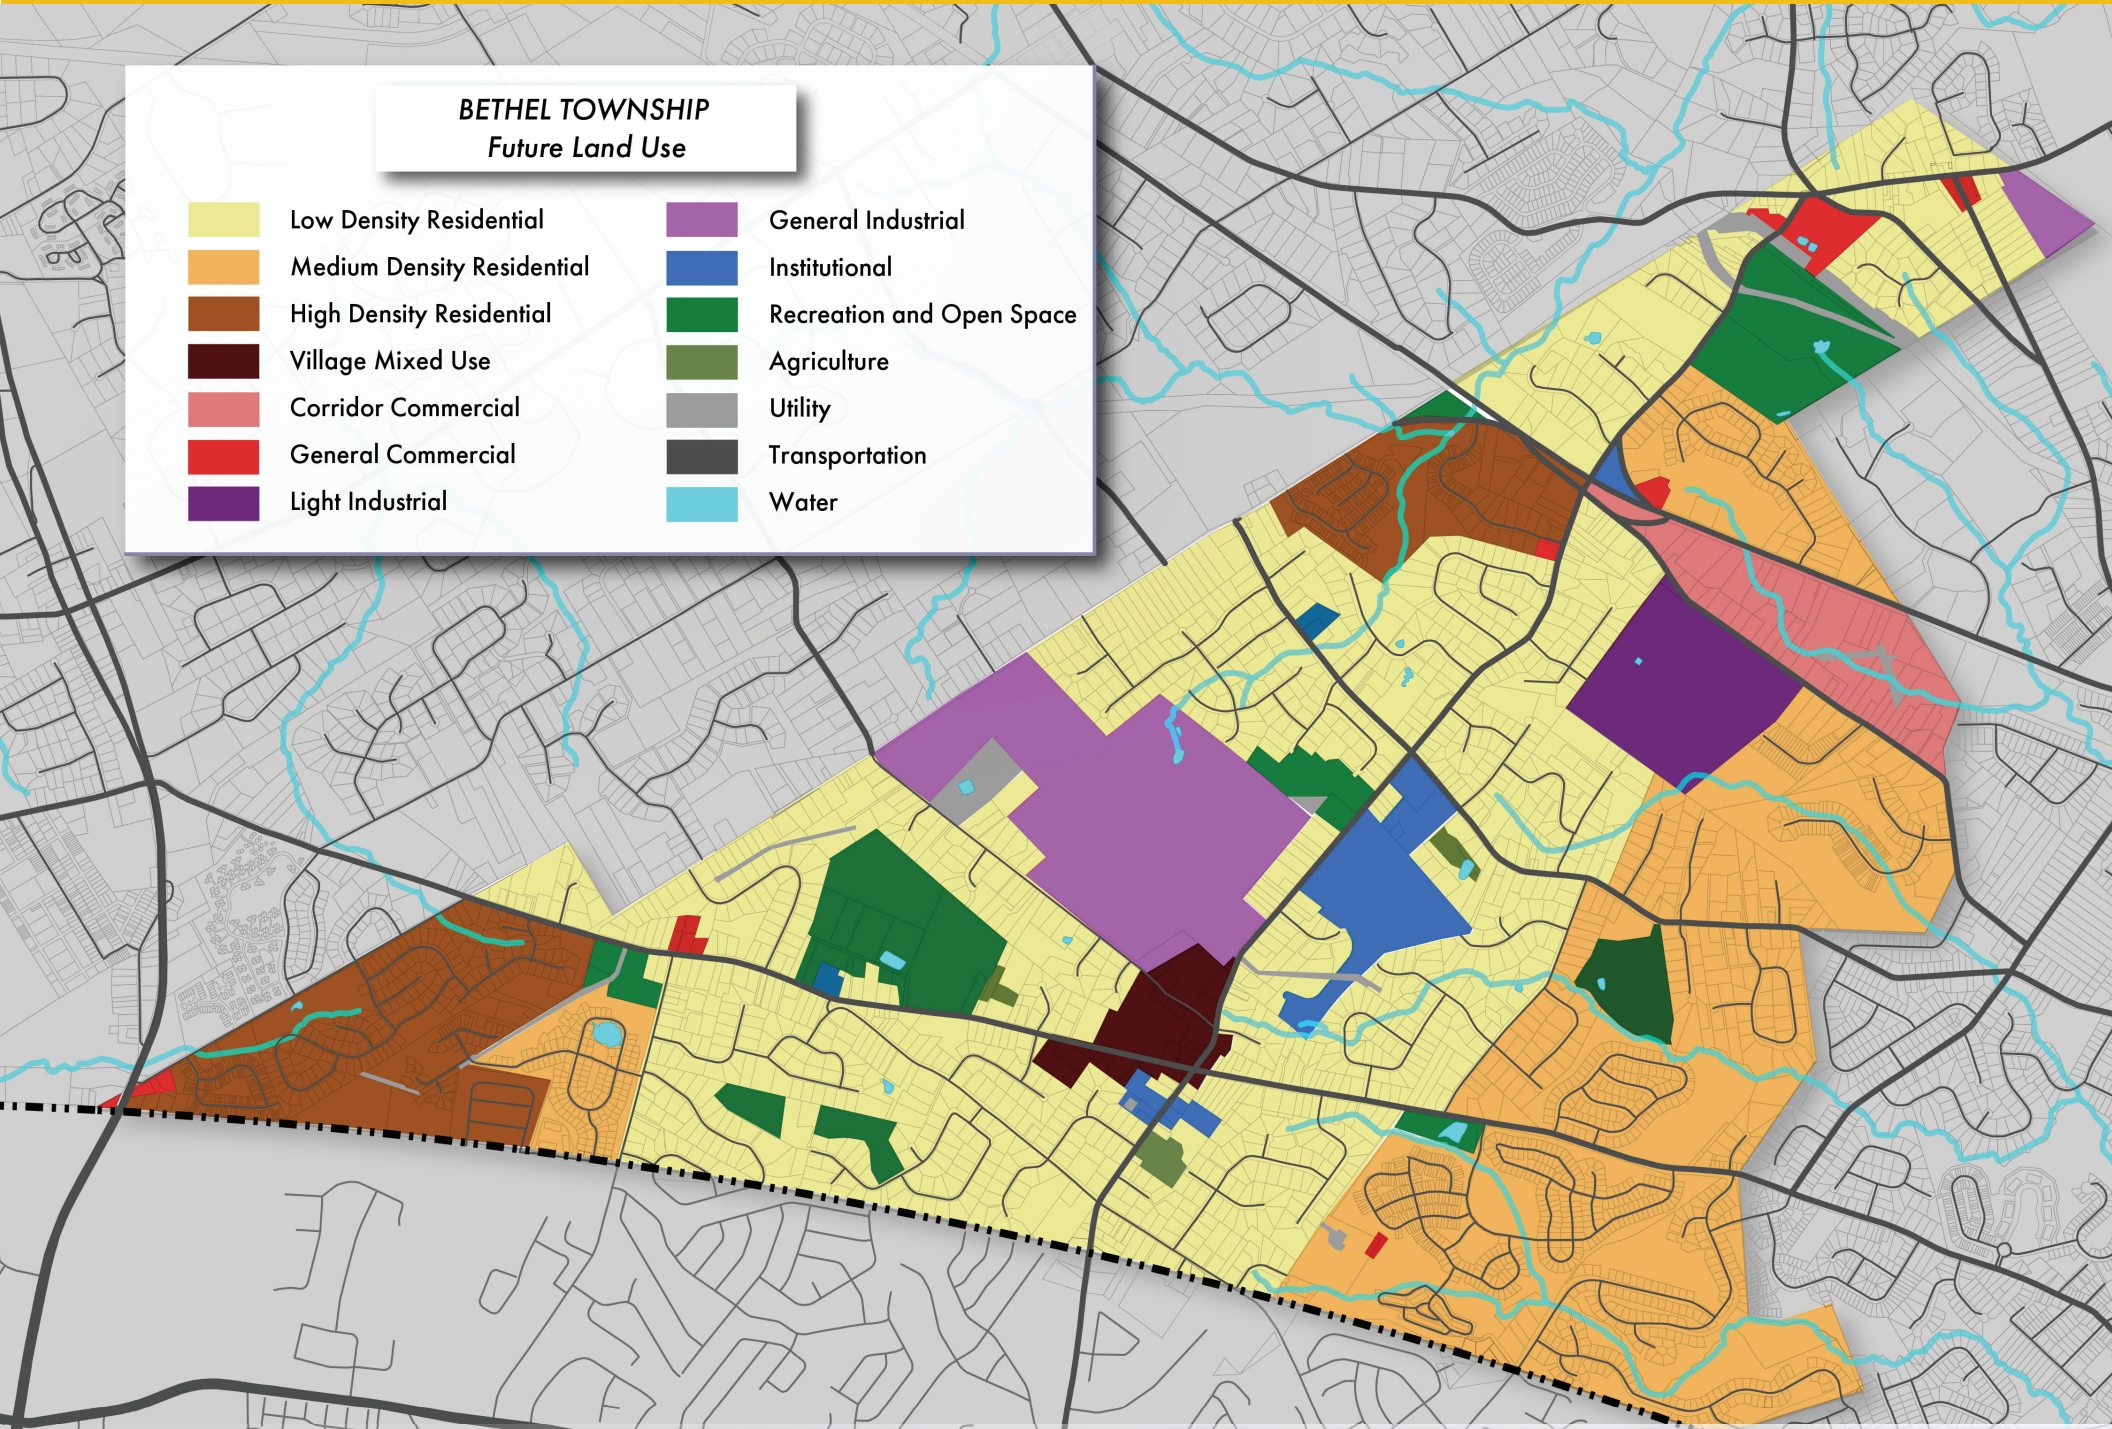 BETHEL TOWNSHIP
Future Land Use
Low Density Residential
Medium Density Residential
High Density Residential
Village Mixed Use
Corridor Commercial
General Commercial
Light Industrial
General Industrial
Institutional
Recreation and Open Space
Agriculture
Utility
Transportation
Water